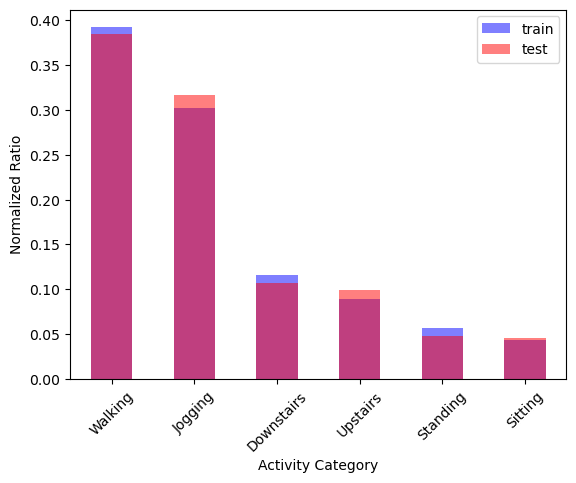 train
test
0.40
0.35
0.30
0.25
0.20
0.15
0.10
0.05
0.00
Normalized Ratio
Walking
Jogging
Downstairs
Upstairs
Standing
Sitting
Activity Category